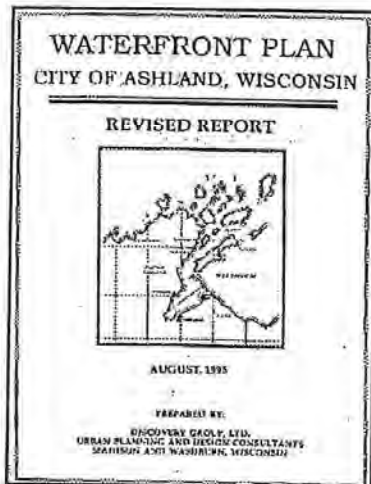 WATERFRONT PLAN
CITY OF ASHLAND, WISCONSIN
REVISED REPORT
AUGUST, 1995
PREPARED BY:
DISCOVERY GROUP, LTD.
URBAN PLANNING AND DESIGN CONSULTANTS
MADISON AND WASHBURN, WISCONSIN